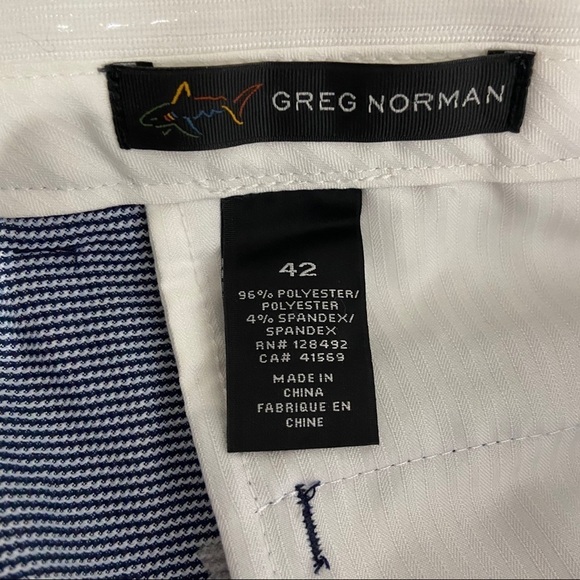 GREG NORMAN
42
96% POLYESTER/
POLYESTER
4% SPANDEX/
SPANDEX
RN# 128492
CA# 41569
MADE IN
CHINA
FABRIQUE EN
CHINE